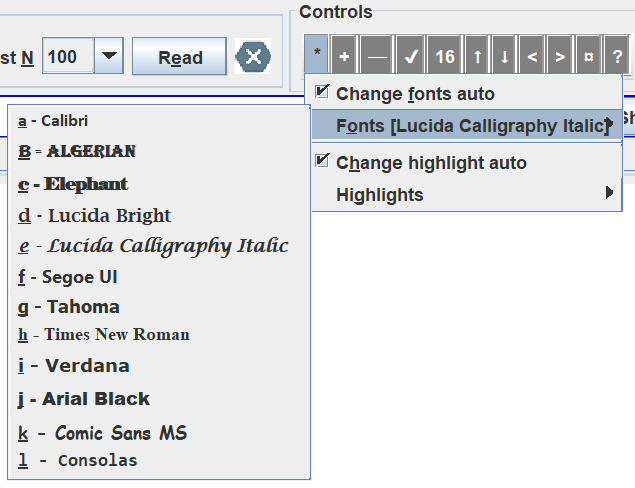 Controls
st N 100 Read
* + — ✓ 16 ↑ ↓ < > ¤ ?
Change fonts auto
Fonts [Lucida Calligraphy Italic]
Change highlight auto
Highlights
a - Calibri
B - ALGERIAN
c - Elephant
d - Lucida Bright
e - Lucida Calligraphy Italic
f - Segoe UI
g - Tahoma
h - Times New Roman
i - Verdana
j - Arial Black
k - Comic Sans MS
l - Consolas